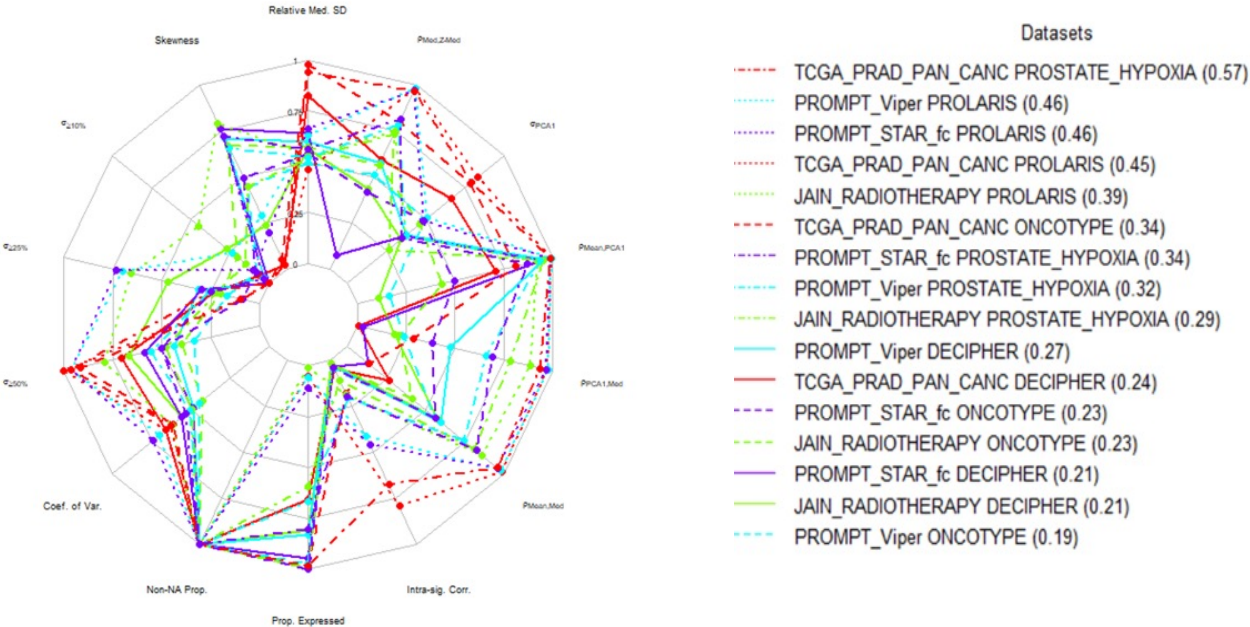 Relative Med. SD
Skewness
ρMed,Z-Med
σ≥10%
σPCA1
1
0.75
0.25
0
σ≥25%
ρMean,PCA1
σ≥50%
ρPCA1,Med
Coef. of Var.
ρMean,Med
Non-NA Prop.
Intra-sig. Corr.
Prop. Expressed
Datasets
TCGA_PRAD_PAN_CANC PROSTATE_HYPOXIA (0.57)
PROMPT_Viper PROLARIS (0.46)
PROMPT_STAR_fc PROLARIS (0.46)
TCGA_PRAD_PAN_CANC PROLARIS (0.45)
JAIN_RADIOTHERAPY PROLARIS (0.39)
TCGA_PRAD_PAN_CANC ONCOTYPE (0.34)
PROMPT_STAR_fc PROSTATE_HYPOXIA (0.34)
PROMPT_Viper PROSTATE_HYPOXIA (0.32)
JAIN_RADIOTHERAPY PROSTATE_HYPOXIA (0.29)
PROMPT_Viper DECIPHER (0.27)
TCGA_PRAD_PAN_CANC DECIPHER (0.24)
PROMPT_STAR_fc ONCOTYPE (0.23)
JAIN_RADIOTHERAPY ONCOTYPE (0.23)
PROMPT_STAR_fc DECIPHER (0.21)
JAIN_RADIOTHERAPY DECIPHER (0.21)
PROMPT_Viper ONCOTYPE (0.19)